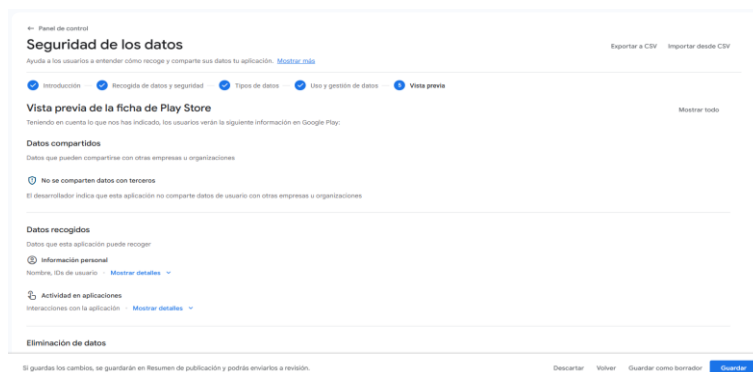 ← Panel de control
Seguridad de los datos
Exportar a CSV Importar desde CSV
Ayuda a los usuarios a entender cómo recoge y comparte sus datos tu aplicación. Mostrar más
Introducción Recogida de datos y seguridad Tipos de datos Uso y gestión de datos 5 Vista previa
Vista previa de la ficha de Play Store
Mostrar todo
Teniendo en cuenta lo que nos has indicado, los usuarios verán la siguiente información en Google Play:
Datos compartidos
Datos que pueden compartirse con otras empresas u organizaciones
No se comparten datos con terceros
El desarrollador indica que esta aplicación no comparte datos de usuario con otras empresas u organizaciones
Datos recogidos
Datos que esta aplicación puede recoger
Información personal
Nombre, IDs de usuario · Mostrar detalles
Actividad en aplicaciones
Interacciones con la aplicación · Mostrar detalles
Eliminación de datos
Si guardas los cambios, se guardarán en Resumen de publicación y podrás enviarlos a revisión.
Descartar Volver Guardar como borrador Guardar